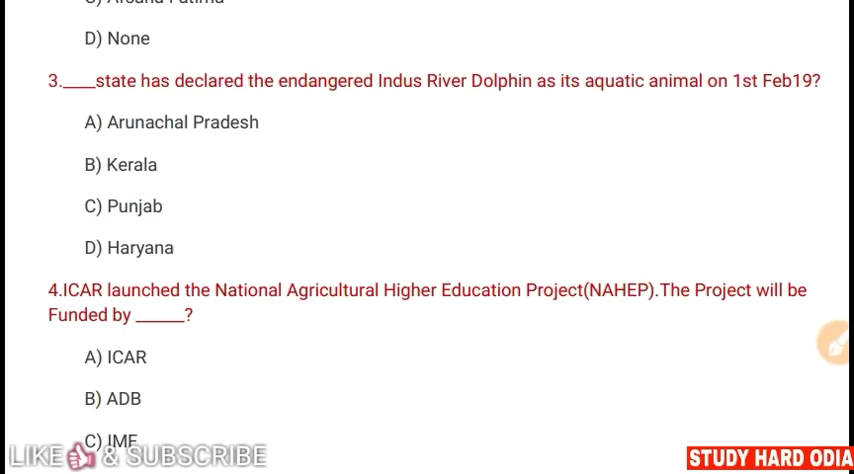 D) None
3.____state has declared the endangered Indus River Dolphin as its aquatic animal on 1st Feb19?
A) Arunachal Pradesh
B) Kerala
C) Punjab
D) Haryana
4.ICAR launched the National Agricultural Higher Education Project(NAHEP).The Project will be
Funded by ______?
A) ICAR
B) ADB
C) IMF
LIKE & SUBSCRIBE
STUDY HARD ODIA